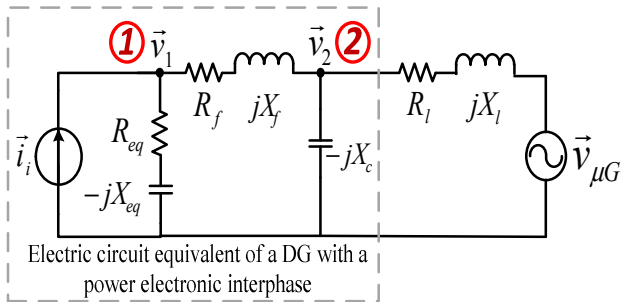 1 v⃗₁ v⃗₂ 2
R_f jX_f R_l jX_l
i⃗ᵢ R_eq -jX_c v⃗_μG
-jX_eq
Electric circuit equivalent of a DG with a
power electronic interphase